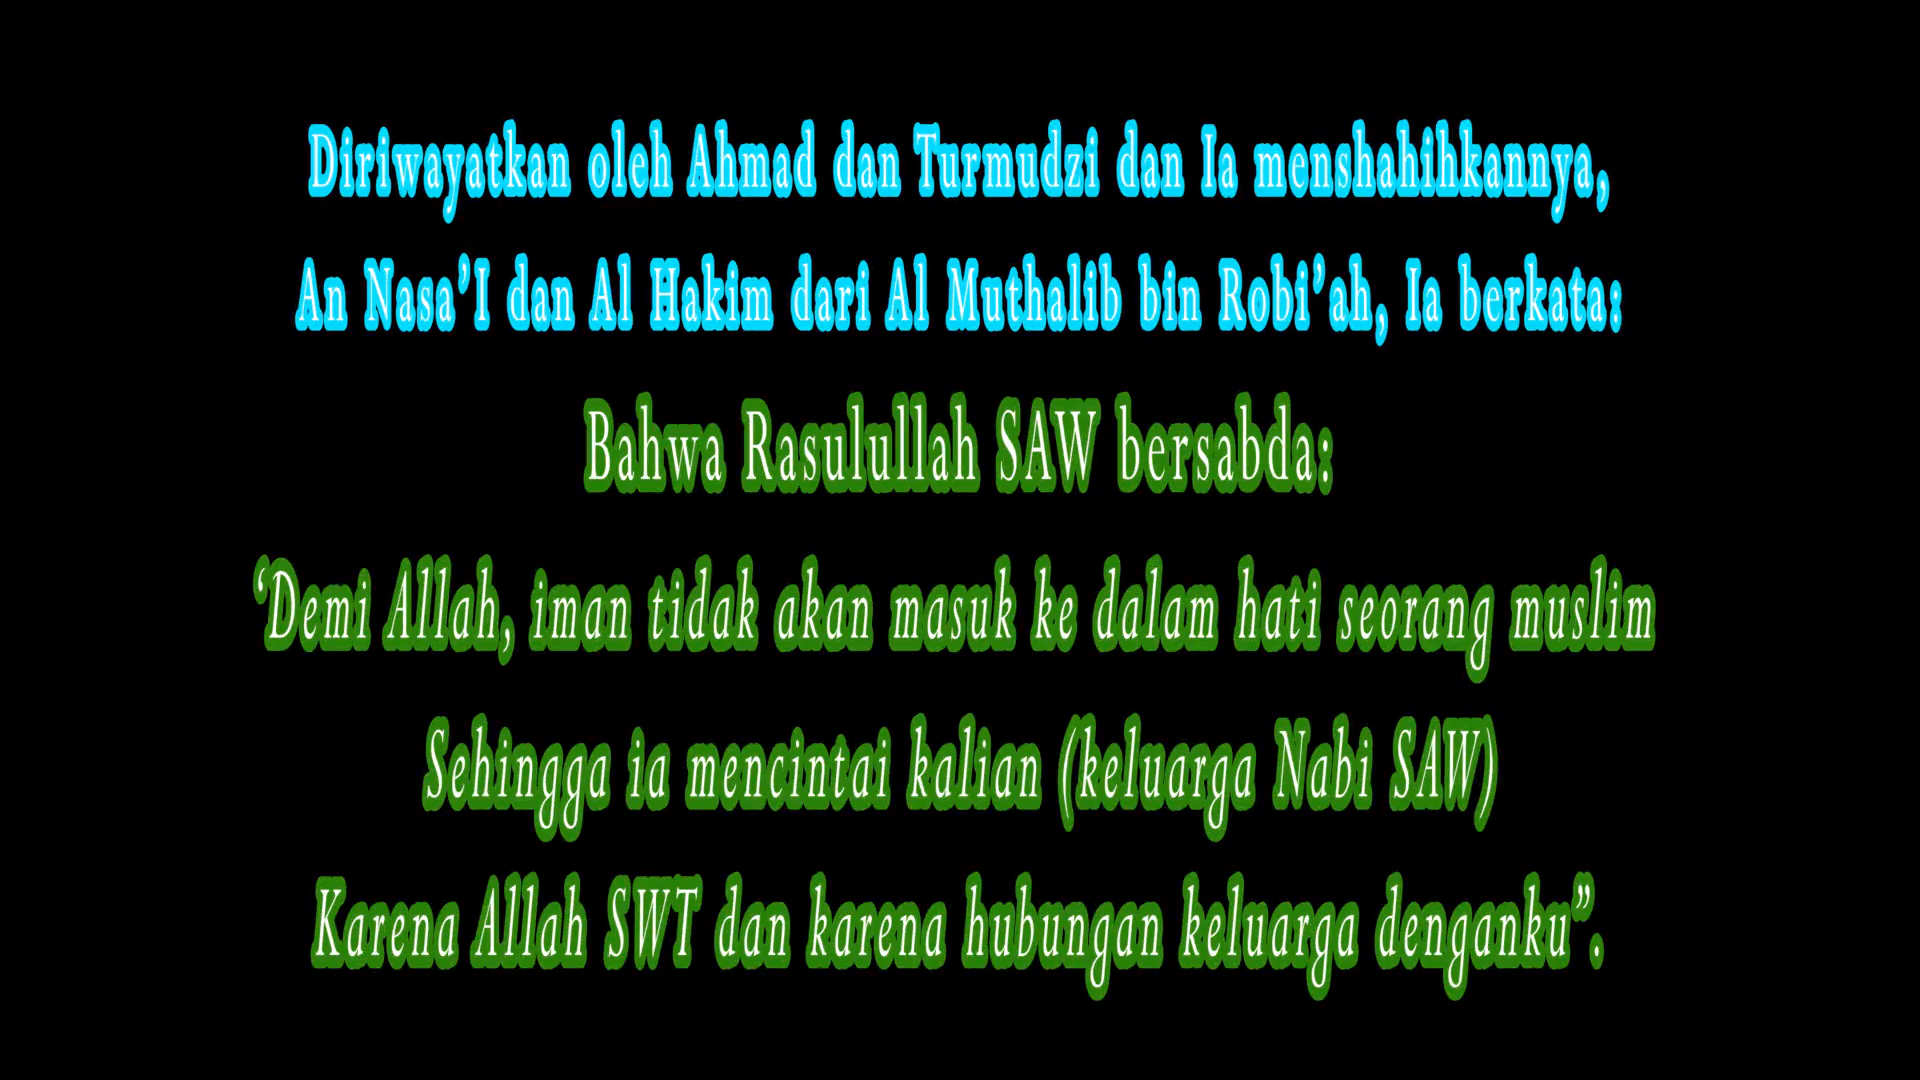 Diriwayatkan oleh Ahmad dan Turmudzi dan Ia menshahihkannya,
An Nasa’I dan Al Hakim dari Al Muthalib bin Robi’ah, Ia berkata:
Bahwa Rasulullah SAW bersabda:
‘Demi Allah, iman tidak akan masuk ke dalam hati seorang muslim
Sehingga ia mencintai kalian (keluarga Nabi SAW)
Karena Allah SWT dan karena hubungan keluarga denganku”.